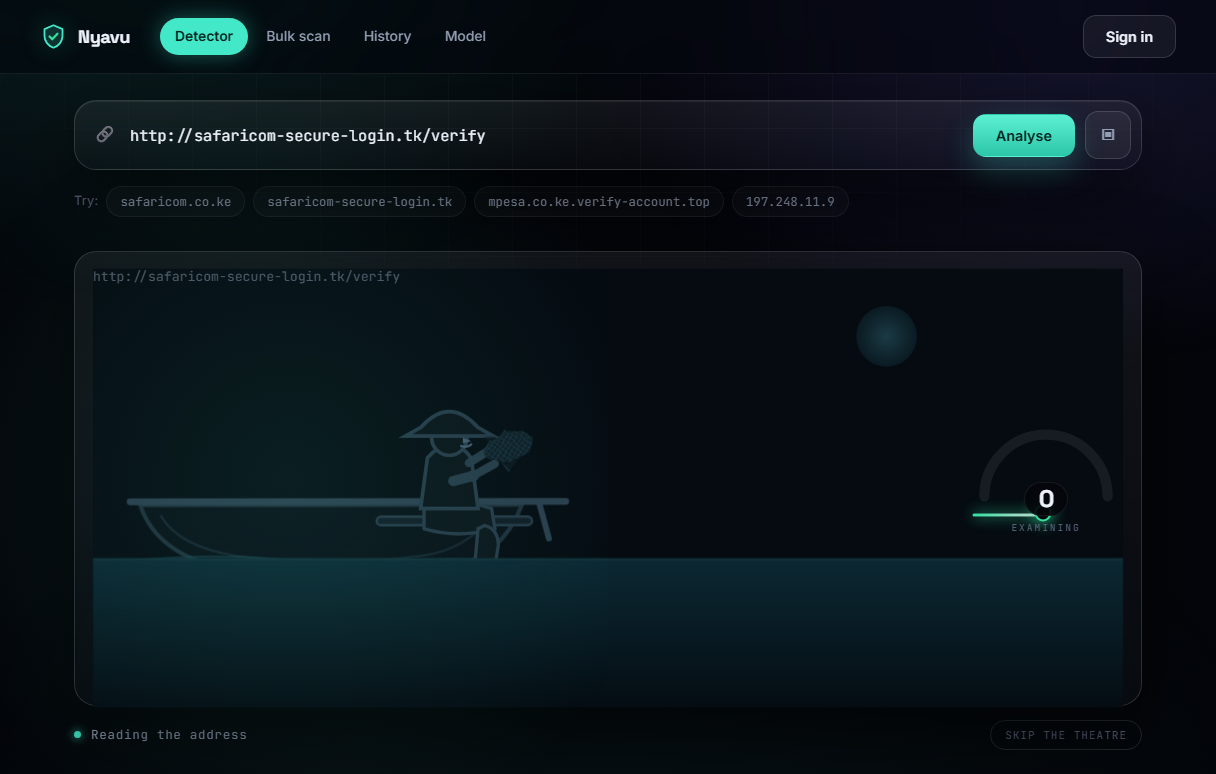 Nyavu
Detector
Bulk scan
History
Model
Sign in
http://safaricom-secure-login.tk/verify
Analyse
Try:
safaricom.co.ke
safaricom-secure-login.tk
mpesa.co.ke.verify-account.top
197.248.11.9
http://safaricom-secure-login.tk/verify
0
EXAMINING
Reading the address
SKIP THE THEATRE